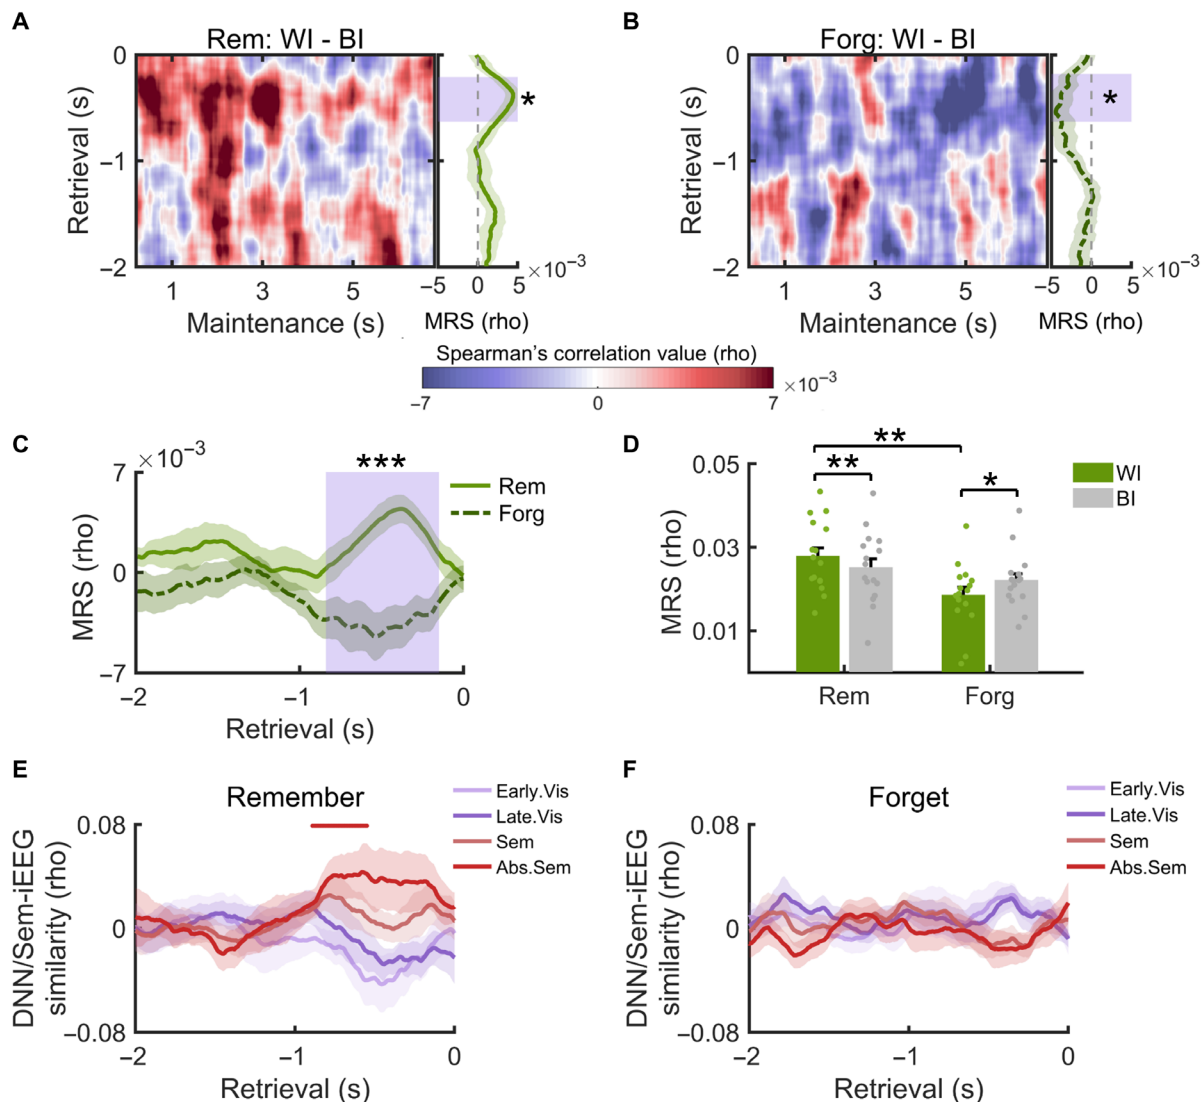 A
Rem: WI - BI
0
−1
−2
Retrieval (s)
1 3 5
Maintenance (s)
*
−5 0 5
×10−3
MRS (rho)
B
Forg: WI - BI
0
−1
−2
Retrieval (s)
1 3 5
Maintenance (s)
*
−5 0 5
×10−3
MRS (rho)
Spearman's correlation value (rho)
−7 0 7
×10−3
C
7 ×10−3
0
−7
MRS (rho)
***
Rem
Forg
−2 −1 0
Retrieval (s)
D
0.05
0.03
0.01
MRS (rho)
**
**
*
WI
BI
Rem Forg
E
Remember
Early.Vis
Late.Vis
Sem
Abs.Sem
0.08
0
−0.08
DNN/Sem-iEEG
similarity (rho)
−2 −1 0
Retrieval (s)
F
Forget
Early.Vis
Late.Vis
Sem
Abs.Sem
0.08
0
−0.08
DNN/Sem-iEEG
similarity (rho)
−2 −1 0
Retrieval (s)